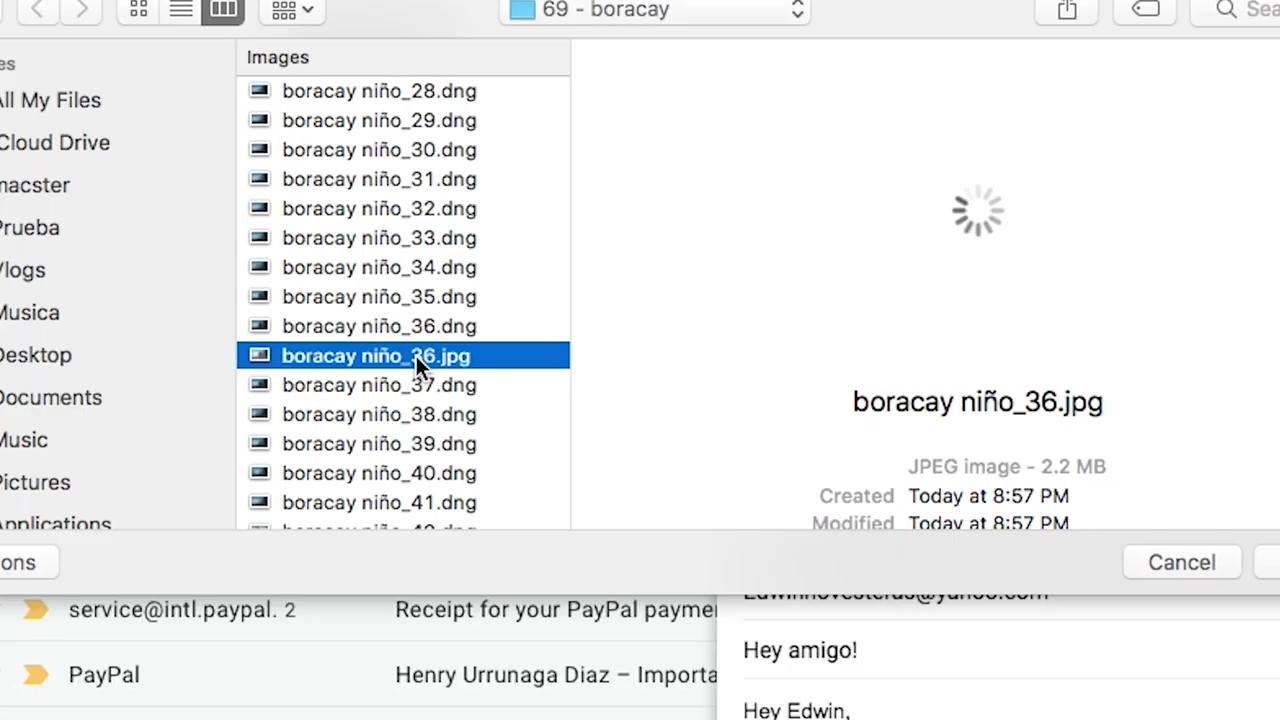 69 - boracay
Sea
es
All My Files
Cloud Drive
macster
Prueba
Vlogs
Musica
Desktop
Documents
Music
Pictures
Applications
Images
boracay niño_28.dng
boracay niño_29.dng
boracay niño_30.dng
boracay niño_31.dng
boracay niño_32.dng
boracay niño_33.dng
boracay niño_34.dng
boracay niño_35.dng
boracay niño_36.dng
boracay niño_36.jpg
boracay niño_37.dng
boracay niño_38.dng
boracay niño_39.dng
boracay niño_40.dng
boracay niño_41.dng
boracay niño_36.jpg
JPEG image - 2.2 MB
Created Today at 8:57 PM
Modified Today at 8:57 PM
ons
Cancel
service@intl.paypal. 2
Receipt for your PayPal payme
PayPal
Henry Urrunaga Diaz – Importa
Hey amigo!
Hey Edwin,